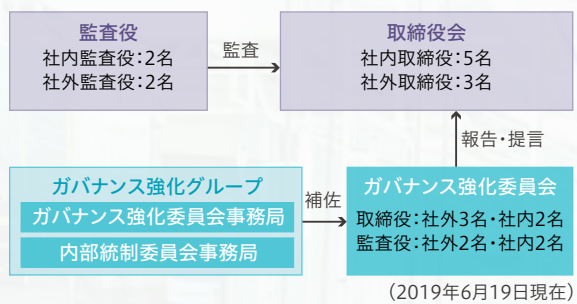 監査役
社内監査役：2名
社外監査役：2名
監査
取締役会
社内取締役：5名
社外取締役：3名
報告・提言
ガバナンス強化グループ
ガバナンス強化委員会事務局
内部統制委員会事務局
補佐
ガバナンス強化委員会
取締役：社外3名・社内2名
監査役：社外2名・社内2名
（2019年6月19日現在）